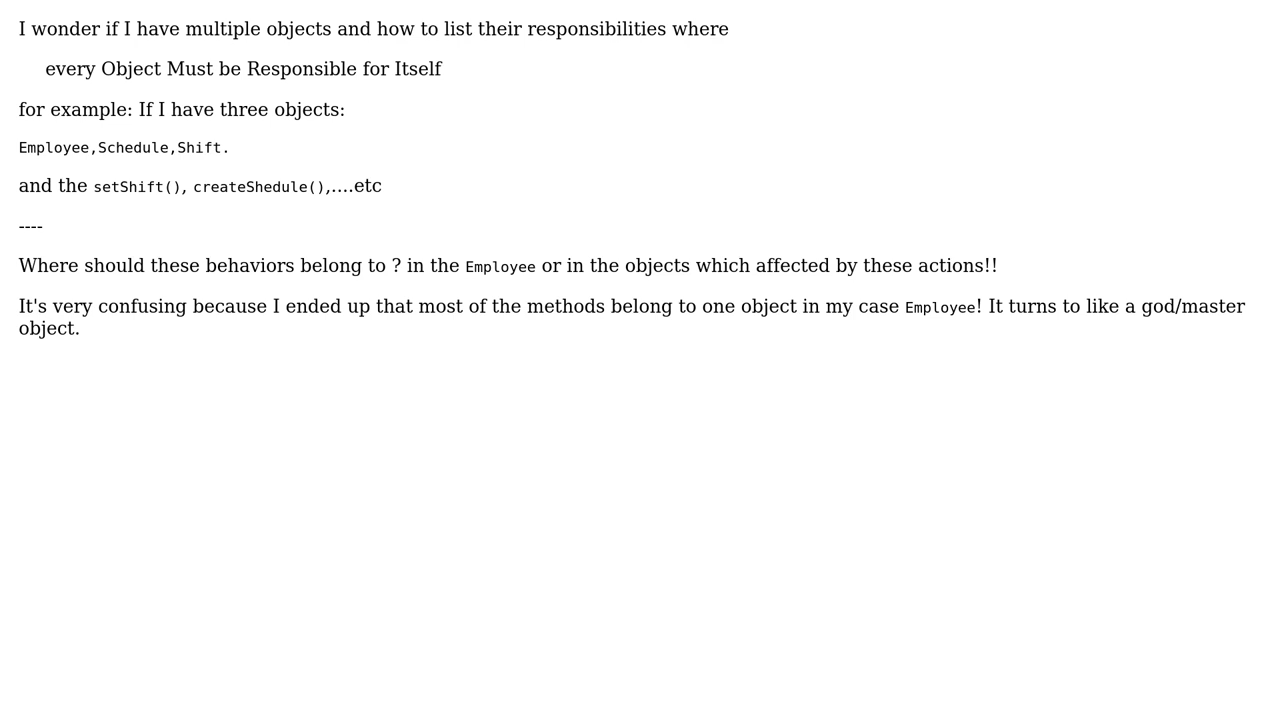 I wonder if I have multiple objects and how to list their responsibilities where
every Object Must be Responsible for Itself
for example: If I have three objects:
Employee,Schedule,Shift.
and the setShift(), createShedule(),....etc
----
Where should these behaviors belong to ? in the Employee or in the objects which affected by these actions!!
It's very confusing because I ended up that most of the methods belong to one object in my case Employee! It turns to like a god/master
object.